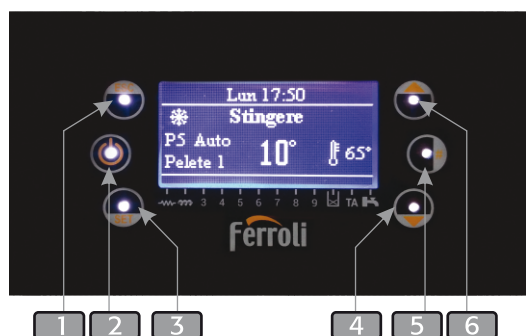 Lun 17:50
Stingere
P5 Auto
Pelete 1
10°
65°
3 4 5 6 7 8 9 TA
Ferroli
1 2 3 4 5 6